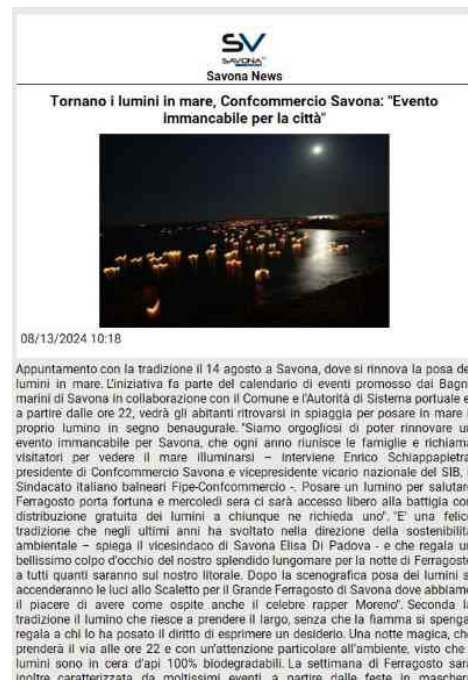 SV
SAVONA
Savona News
Tornano i lumini in mare, Confcommercio Savona: "Evento
immancabile per la città"
08/13/2024 10:18
Appuntamento con la tradizione il 14 agosto a Savona, dove si rinnova la posa de
lumini in mare. L'iniziativa fa parte del calendario di eventi promosso dai Bagn
marini di Savona in collaborazione con il Comune e l'Autorità di Sistema portuale e
a partire dalle ore 22, vedrà gli abitanti ritrovarsi in spiaggia per posare in mare i
proprio lumino in segno benaugurale. "Siamo orgogliosi di poter rinnovare un
evento immancabile per Savona, che ogni anno riunisce le famiglie e richiama
visitatori per vedere il mare illuminarsi – interviene Enrico Schiappapietra
presidente di Confcommercio Savona e vicepresidente vicario nazionale del SIB,
Sindacato italiano balneari Fipe-Confcommercio -. Posare un lumino per salutare
Ferragosto porta fortuna e mercoledì sera ci sarà accesso libero alla battigia con
distribuzione gratuita dei lumini a chiunque ne richieda uno". "E' una felice
tradizione che negli ultimi anni ha svoltato nella direzione della sostenibilità
ambientale – spiega il vicesindaco di Savona Elisa Di Padova - e che regala un
bellissimo colpo d'occhio del nostro splendido lungomare per la notte di Ferragosto
a tutti quanti saranno sul nostro litorale. Dopo la scenografica posa dei lumini s
accenderanno le luci allo Scaletto per il Grande Ferragosto di Savona dove abbiamo
il piacere di avere come ospite anche il celebre rapper Moreno". Seconda la
tradizione il lumino che riesce a prendere il largo, senza che la fiamma si spenga
regala a chi lo ha posato il diritto di esprimere un desiderio. Una notte magica, che
prenderà il via alle ore 22 e con un'attenzione particolare all'ambiente, visto che i
lumini sono in cera d'api 100% biodegradabili. La settimana di Ferragosto sarà
inoltre caratterizzata da moltissimi eventi, a partire dalle feste in maschera